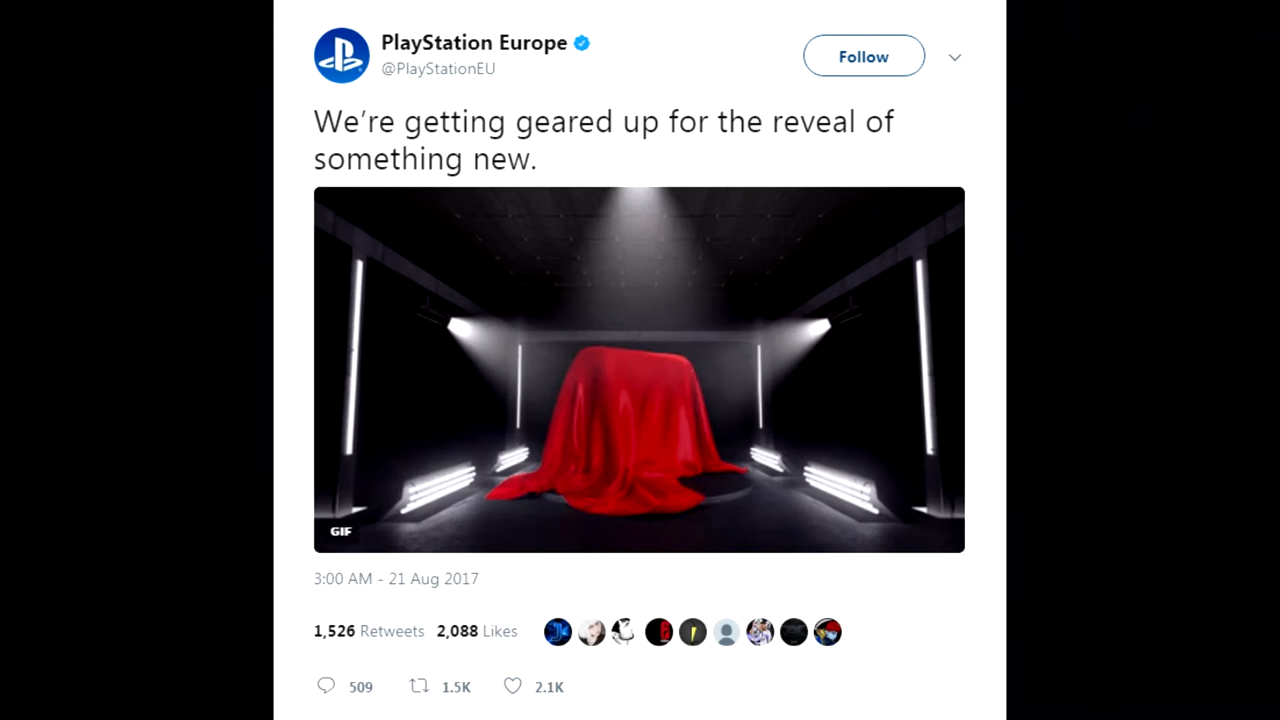 PlayStation Europe
@PlayStationEU
Follow
We’re getting geared up for the reveal of
something new.
GIF
3:00 AM - 21 Aug 2017
1,526 Retweets 2,088 Likes
509 1.5K 2.1K